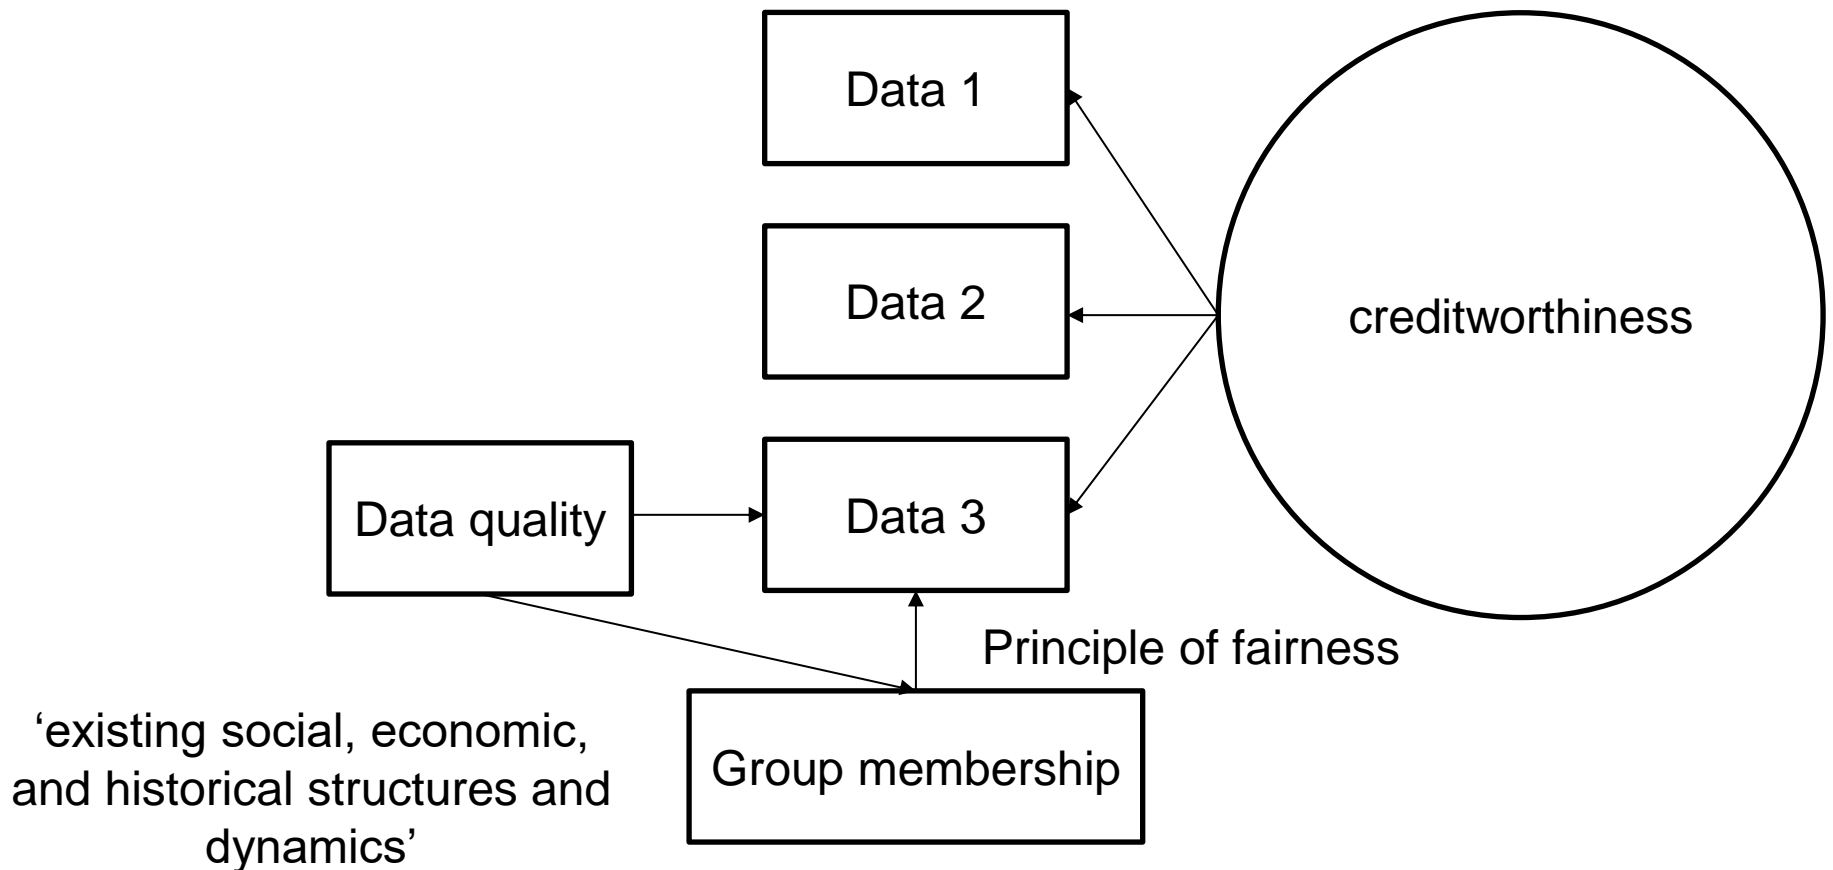 Data 1
Data 2
creditworthiness
Data quality
Data 3
Principle of fairness
‘existing social, economic,
and historical structures and
dynamics’
Group membership